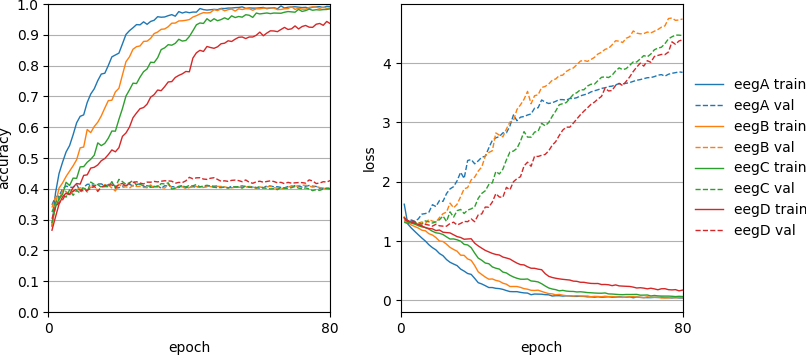 accuracy
1.0
0.9
0.8
0.7
0.6
0.5
0.4
0.3
0.2
0.1
0.0
0
80
epoch
loss
4
3
2
1
0
0
80
epoch
eegA train
eegA val
eegB train
eegB val
eegC train
eegC val
eegD train
eegD val